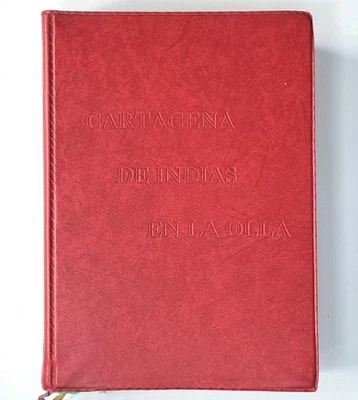 CARTAGENA
DE INDIAS
EN LA OLLA